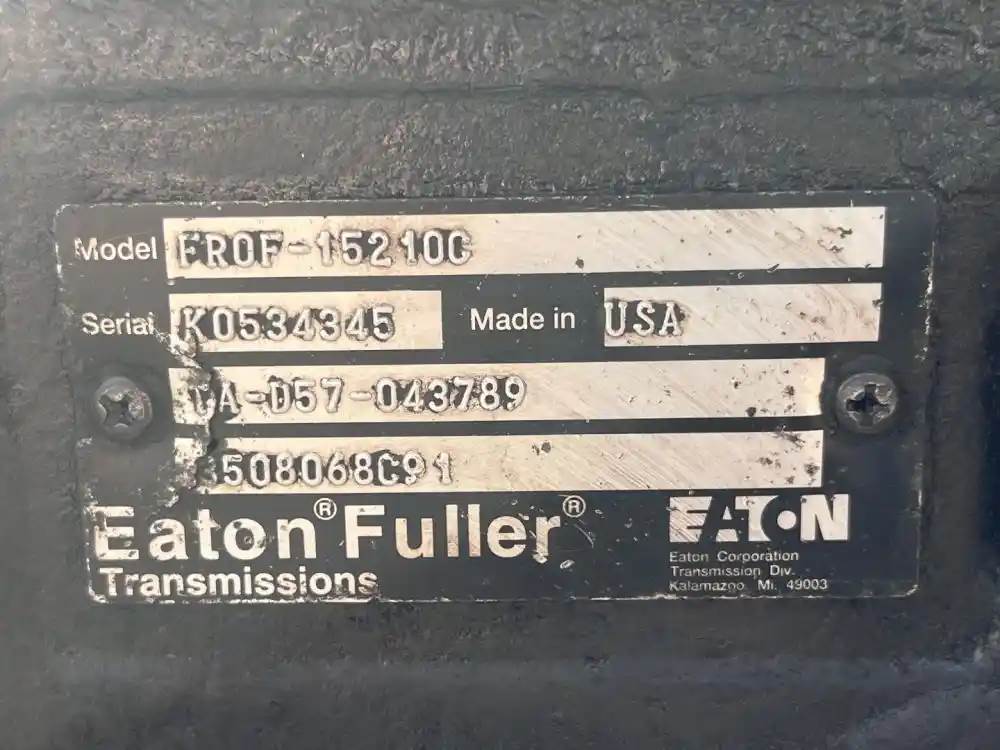 Model FROF-15210C
Serial K0534345 Made in USA
CA-D57-043789
3508068C91
Eaton® Fuller®
Transmissions
EATON
Eaton Corporation
Transmission Div.
Kalamazoo Mi. 49003